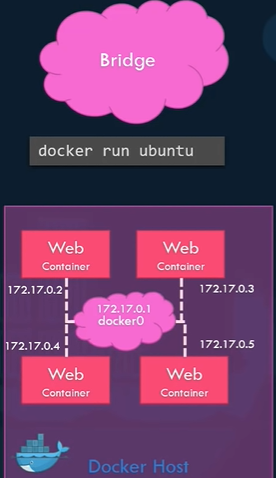 Bridge
docker run ubuntu
Web
Container
Web
Container
172.17.0.2
172.17.0.3
172.17.0.1
docker0
172.17.0.4
172.17.0.5
Web
Container
Web
Container
Docker Host